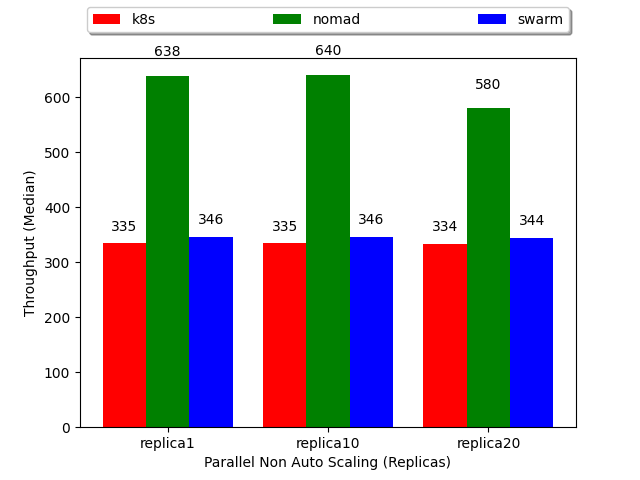 k8s nomad swarm
638 640 580
335 346 335 346 334 344
600
500
400
300
200
100
0
Throughput (Median)
replica1 replica10 replica20
Parallel Non Auto Scaling (Replicas)